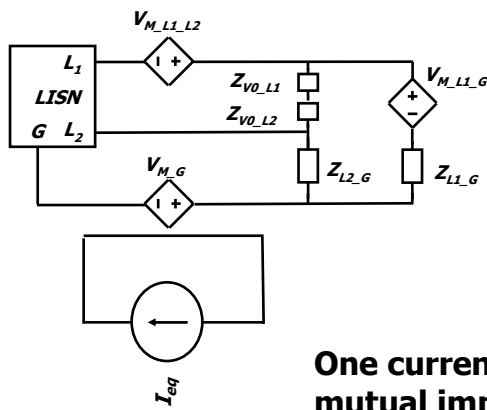 V_M_L1_L2
L1
LISN
G L2
Z_V0_L1
Z_V0_L2
V_M_L1_G
V_M_G
Z_L2_G
Z_L1_G
I_eq
One curren
mutual imp